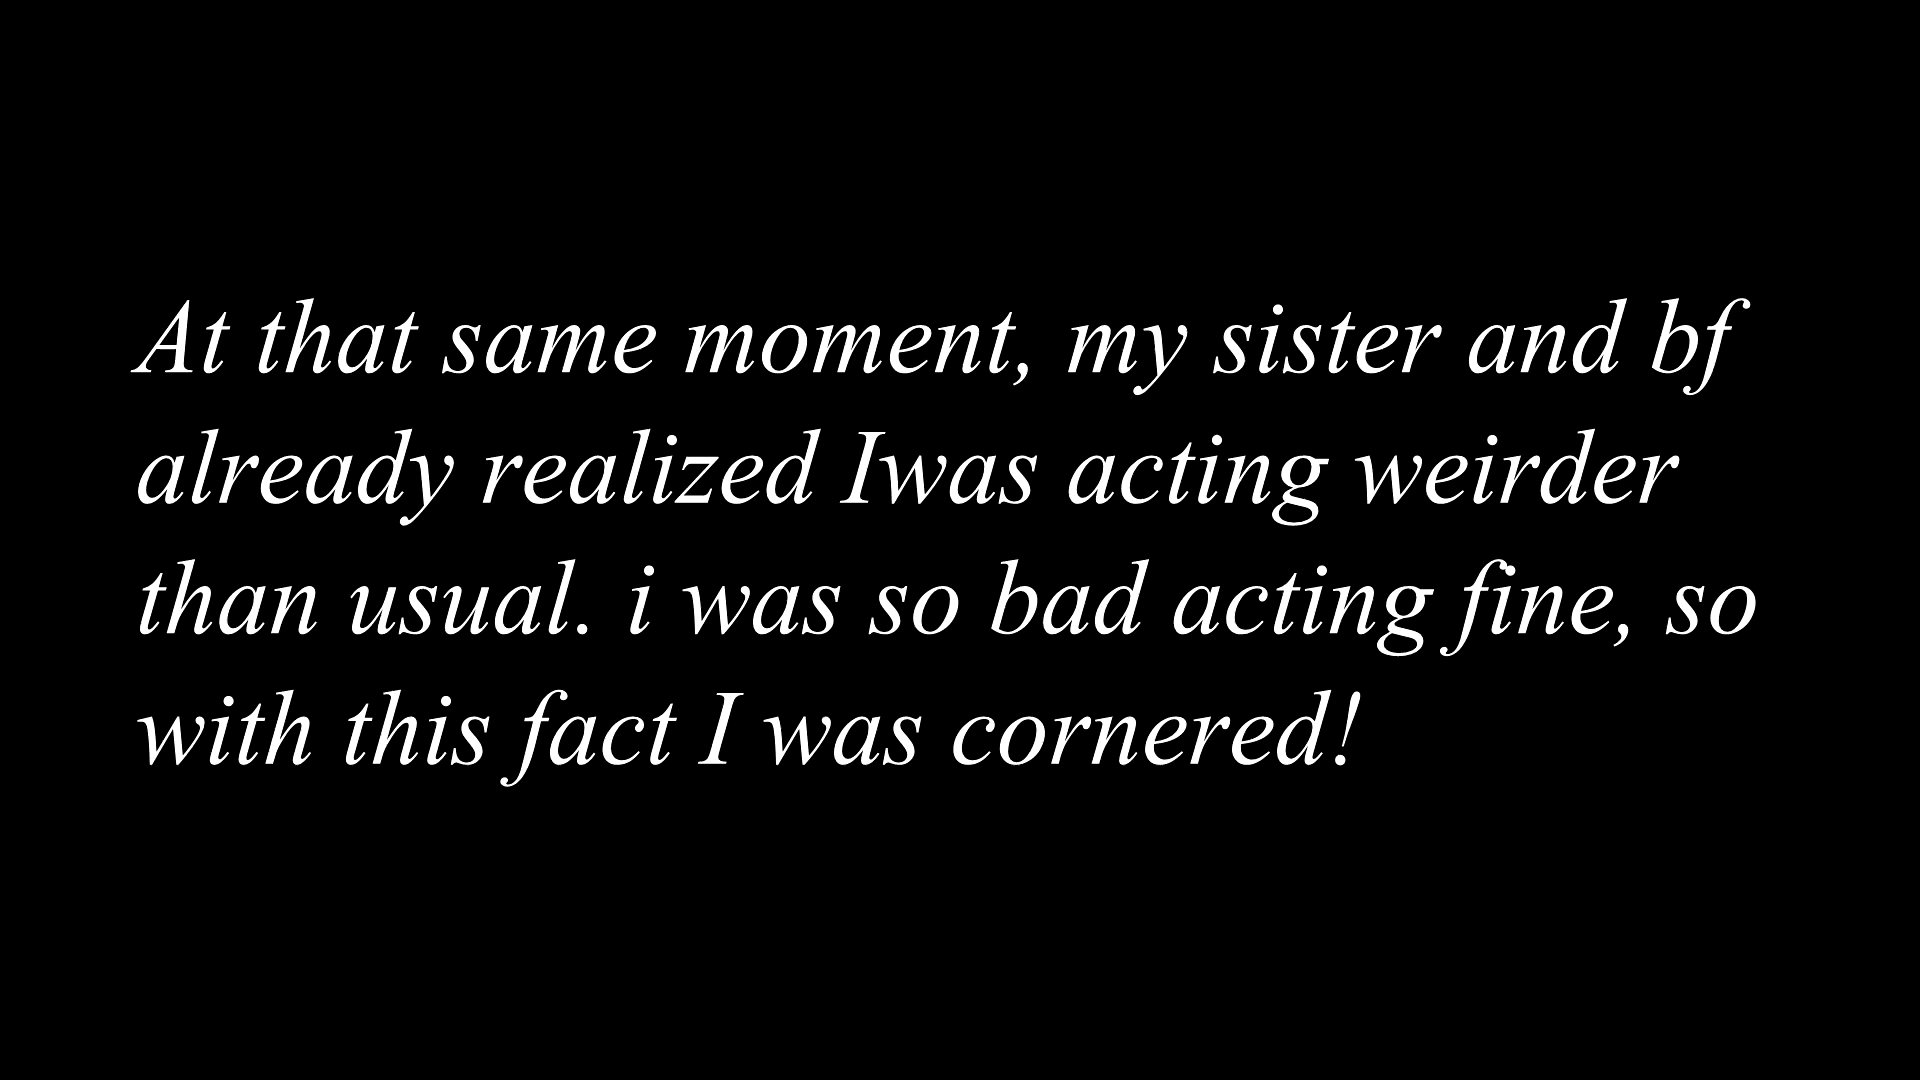 At that same moment, my sister and bf
already realized Iwas acting weirder
than usual. i was so bad acting fine, so
with this fact I was cornered!